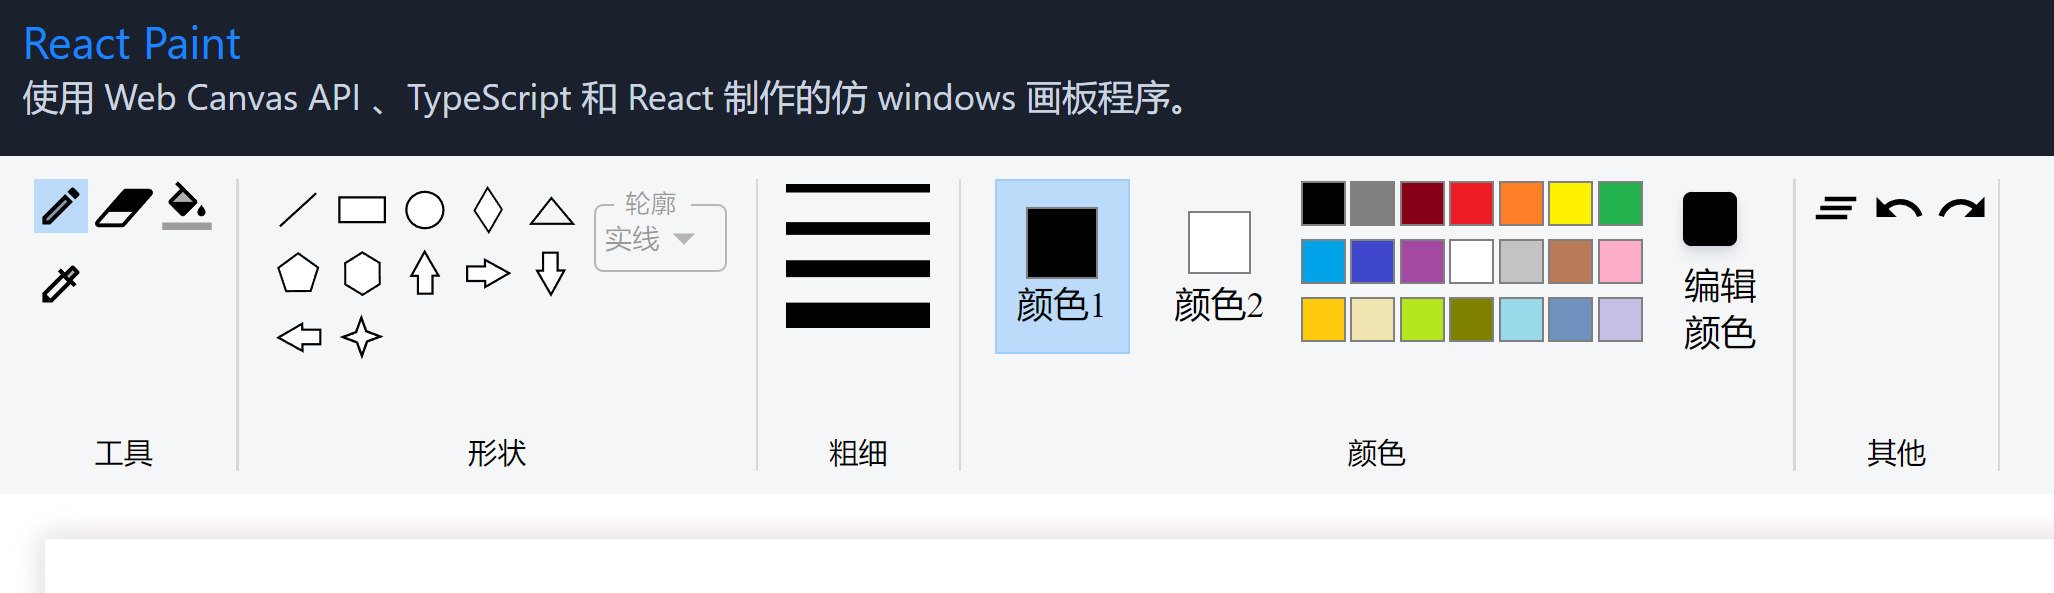 React Paint
使用 Web Canvas API 、TypeScript 和 React 制作的仿 windows 画板程序。
轮廓
实线
颜色1
颜色2
编辑
颜色
工具
形状
粗细
颜色
其他